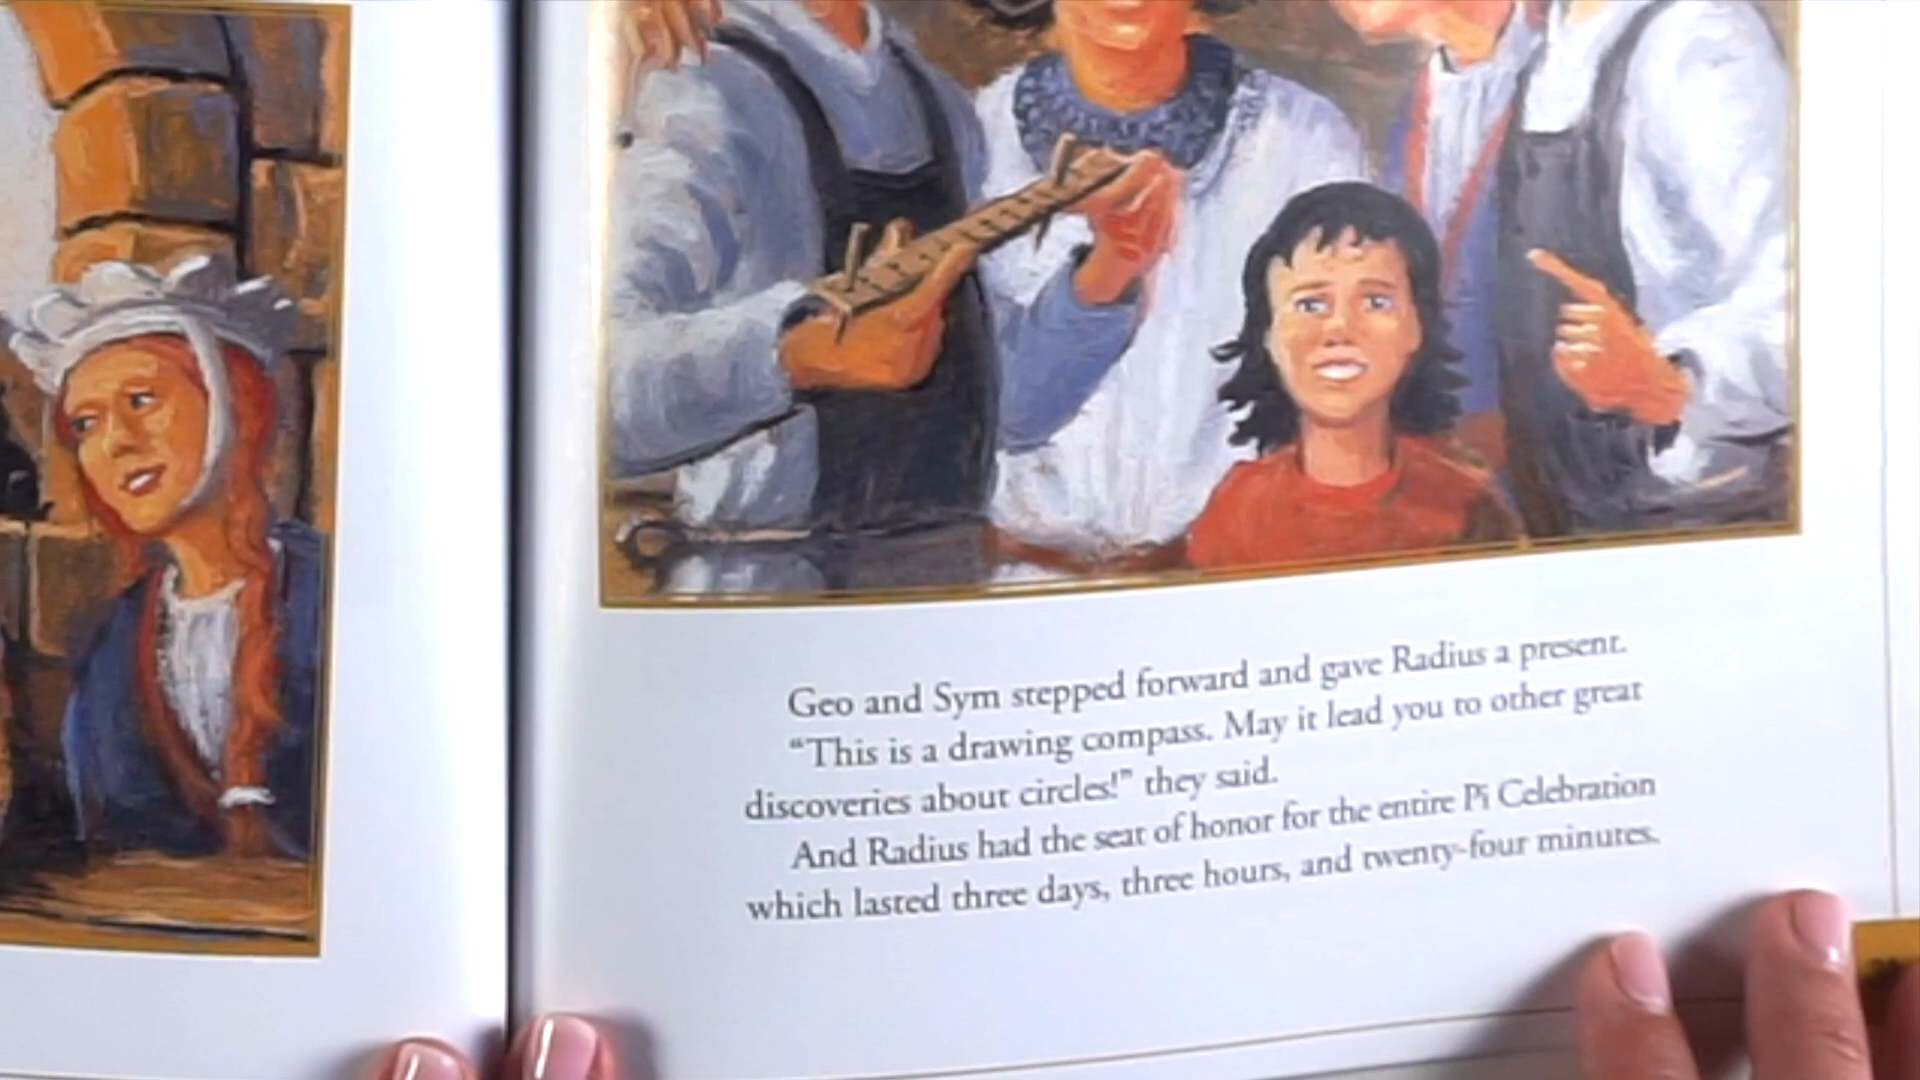 Geo and Sym stepped forward and gave Radius a present.
“This is a drawing compass. May it lead you to other great
discoveries about circles!” they said.
And Radius had the seat of honor for the entire Pi Celebration
which lasted three days, three hours, and twenty-four minutes.